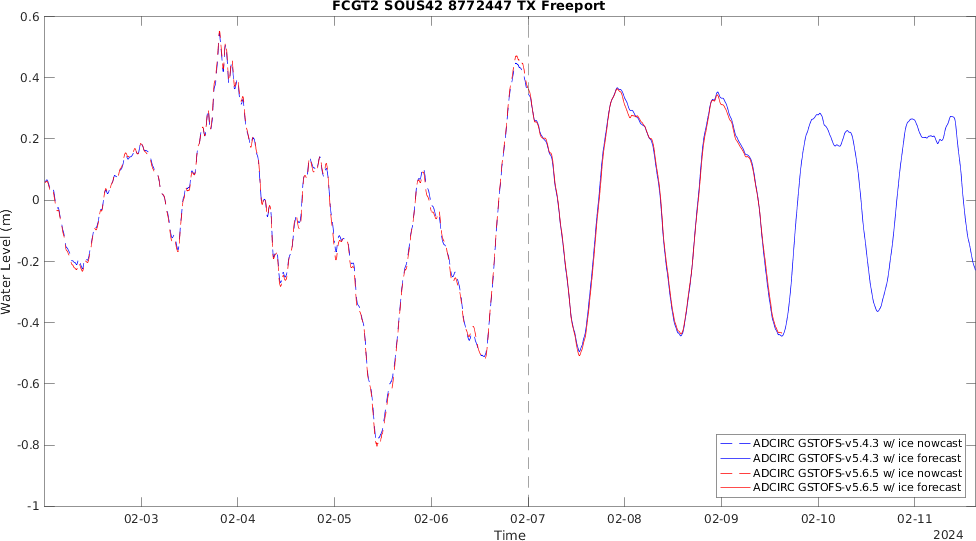 FCGT2 SOUS42 8772447 TX Freeport
0.6
0.4
0.2
0
-0.2
-0.4
-0.6
-0.8
-1
Water Level (m)
ADCIRC GSTOFS-v5.4.3 w/ ice nowcast
ADCIRC GSTOFS-v5.4.3 w/ ice forecast
ADCIRC GSTOFS-v5.6.5 w/ ice nowcast
ADCIRC GSTOFS-v5.6.5 w/ ice forecast
02-03 02-04 02-05 02-06 02-07 02-08 02-09 02-10 02-11
Time
2024